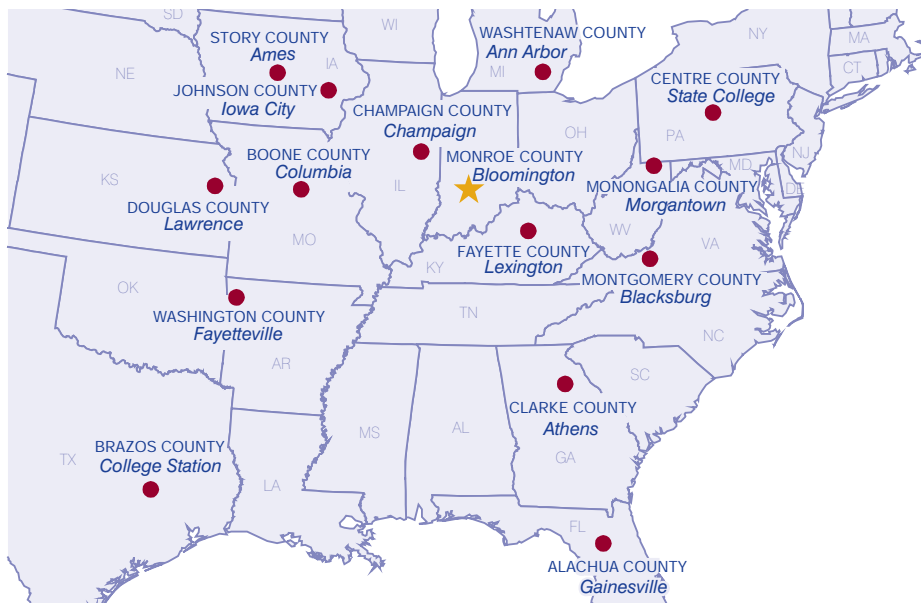 SD
WI
NY
MA
STORY COUNTY
Ames
IA
WASHTENAW COUNTY
Ann Arbor
MI
CT
NE
JOHNSON COUNTY
Iowa City
CENTRE COUNTY
State College
PA
CHAMPAIGN COUNTY
Champaign
OH
NJ
BOONE COUNTY
Columbia
MONROE COUNTY
Bloomington
MD
DE
KS
IL
MONONGALIA COUNTY
Morgantown
DOUGLAS COUNTY
Lawrence
MO
WV
VA
FAYETTE COUNTY
Lexington
KY
MONTGOMERY COUNTY
Blacksburg
OK
WASHINGTON COUNTY
Fayetteville
TN
NC
AR
SC
CLARKE COUNTY
Athens
MS
AL
GA
BRAZOS COUNTY
College Station
TX
LA
FL
ALACHUA COUNTY
Gainesville